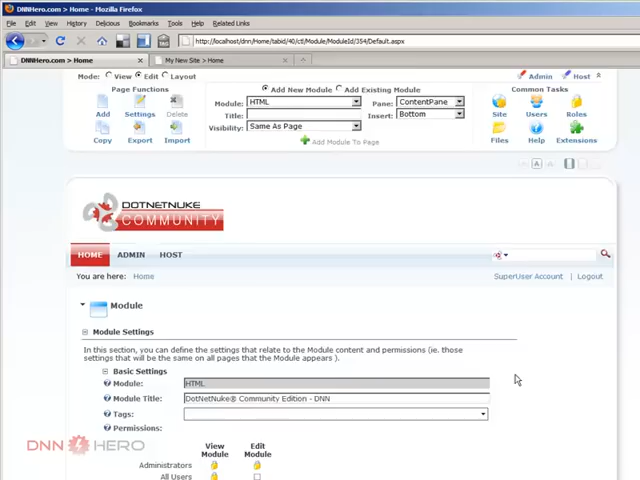 DNNHero.com > Home - Mozilla Firefox
File Edit View History Delicious Bookmarks Tools Help Related Links
TAG
http://localhost/dnn/Home/tabid/40/ctl/Module/ModuleId/354/Default.aspx
DNNHero.com > Home
My New Site > Home
Mode: View Edit Layout
Admin Host
Page Functions
Add New Module Add Existing Module
Common Tasks
Module: HTML Pane: ContentPane
Add Settings Delete
Title: Insert: Bottom
Site Users Roles
Visibility: Same As Page
Copy Export Import
Add Module To Page
Files Help Extensions
A A A
DOTNETNUKE
COMMUNITY
HOME ADMIN HOST
You are here: Home
SuperUser Account | Logout
Module
Module Settings
In this section, you can define the settings that relate to the Module content and permissions (ie. those
settings that will be the same on all pages that the Module appears ).
Basic Settings
Module: HTML
Module Title: DotNetNuke® Community Edition - DNN
Tags:
Permissions:
DNN HERO
View Module
Edit Module
Administrators
All Users